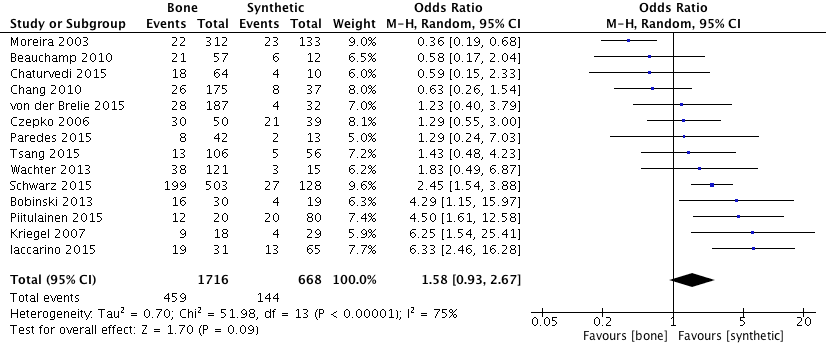 Bone Synthetic Odds Ratio Odds Ratio
Study or Subgroup Events Total Events Total Weight M-H, Random, 95% CI M-H, Random, 95% CI
Moreira 2003 22 312 23 133 9.0% 0.36 [0.19, 0.68]
Beauchamp 2010 21 57 6 12 6.6% 0.58 [0.17, 2.04]
Chaturvedi 2015 18 64 4 10 6.2% 0.59 [0.15, 2.33]
Chang 2010 26 175 8 37 8.0% 0.63 [0.26, 1.54]
von der Brelie 2015 28 187 4 32 7.1% 1.23 [0.40, 3.79]
Czepko 2006 30 50 21 39 8.2% 1.29 [0.55, 3.00]
Paredes 2015 8 42 2 13 5.1% 1.29 [0.24, 7.03]
Tsang 2015 13 106 5 56 7.2% 1.43 [0.48, 4.23]
Wachter 2013 38 121 3 15 6.2% 1.83 [0.49, 6.87]
Schwarz 2015 199 503 27 128 9.6% 2.45 [1.54, 3.88]
Bobinski 2013 16 30 4 19 6.3% 4.29 [1.15, 15.97]
Piitulainen 2015 12 20 20 80 7.4% 4.50 [1.61, 12.58]
Kriegel 2007 9 18 4 29 6.0% 6.25 [1.54, 25.41]
Iaccarino 2015 19 31 13 65 7.7% 6.33 [2.46, 16.28]
Total (95% CI) 1716 668 100.0% 1.58 [0.93, 2.67]
Total events 459 144
Heterogeneity: Tau² = 0.70; Chi² = 51.98, df = 13 (P < 0.00001); I² = 75%
Test for overall effect: Z = 1.70 (P = 0.09)
0.05 0.2 1 5 20
Favours [bone] Favours [synthetic]